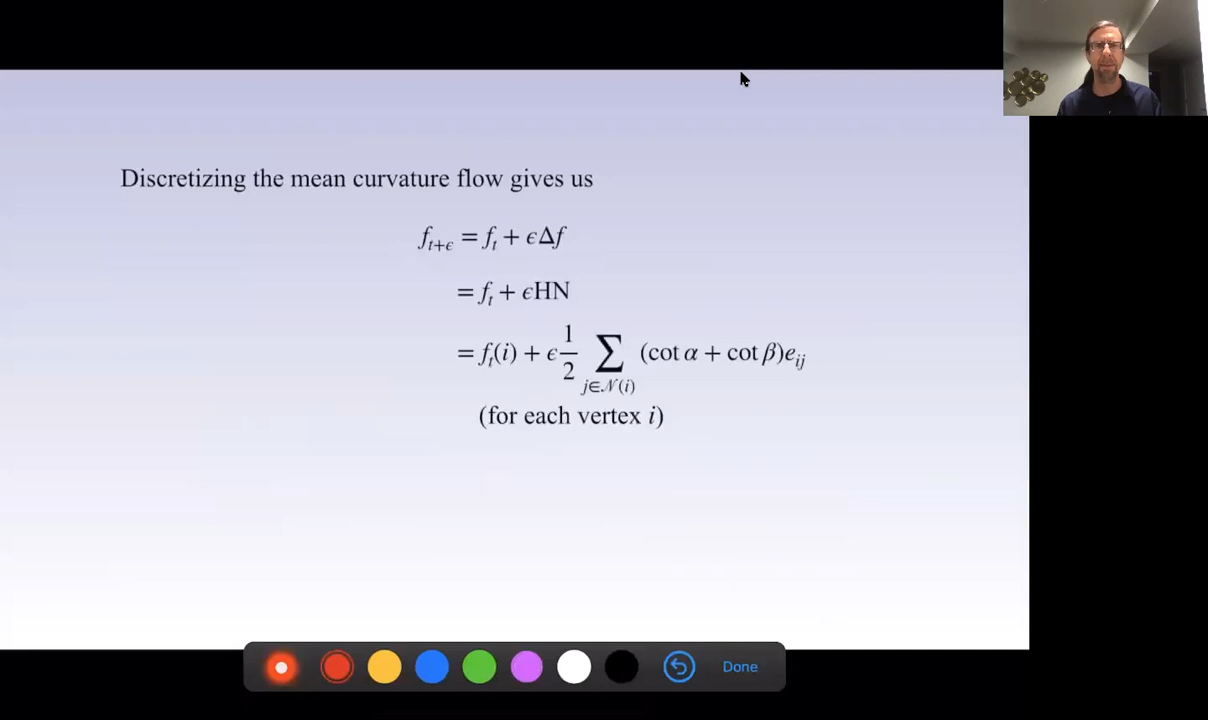 Discretizing the mean curvature flow gives us
f_{t+ϵ} = f_t + ϵΔf
= f_t + ϵHN
= f_t(i) + ϵ \frac{1}{2} ∑_{j∈𝒩(i)} (cot α + cot β)e_{ij}
(for each vertex i)
Done